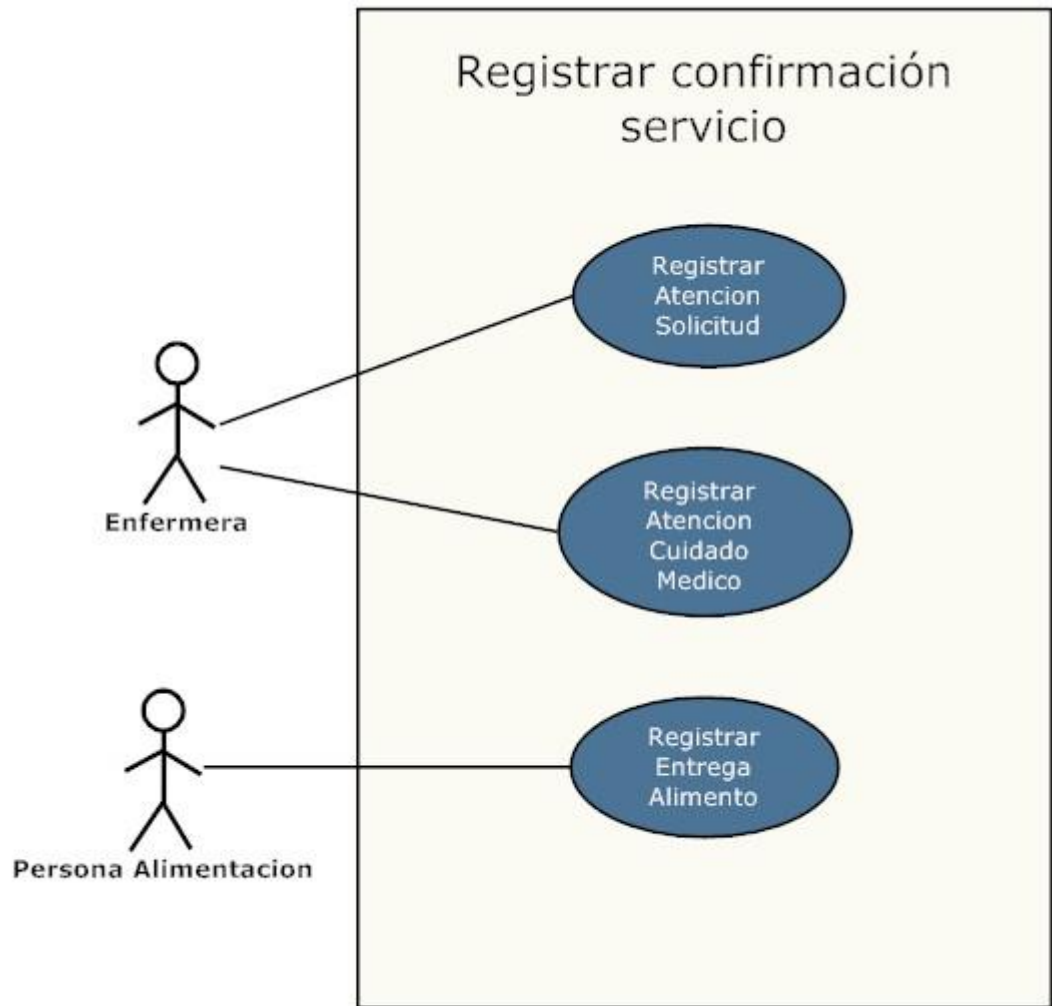 Registrar confirmación
servicio
Registrar
Atencion
Solicitud
Enfermera
Registrar
Atencion
Cuidado
Medico
Registrar
Entrega
Alimento
Persona Alimentacion